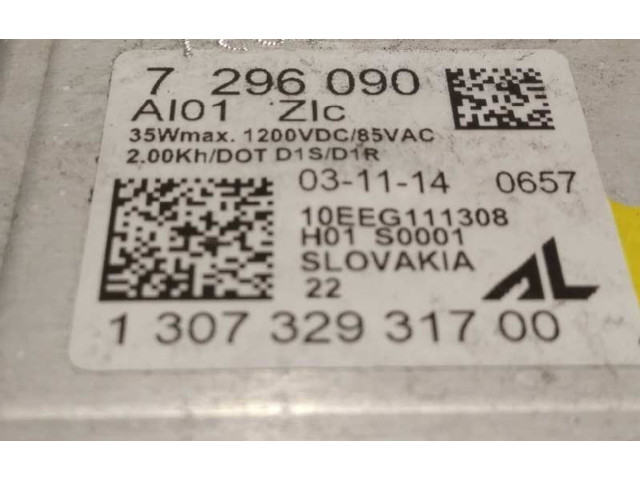 7 296 090
AI01 ZIc
35Wmax. 1200VDC/85VAC
2.00Kh/DOT D1S/D1R
03-11-14 0657
10EEG111308
H01 S0001
SLOVAKIA
22
AL
1 307 329 317 00